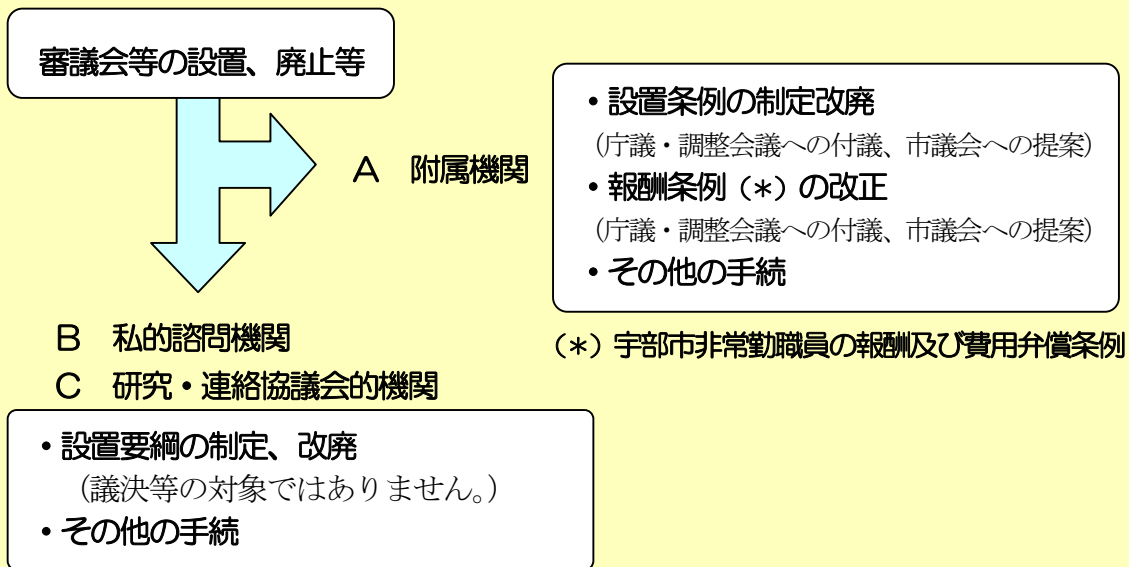 審議会等の設置、廃止等
A 附属機関
・設置条例の制定改廃
（庁議・調整会議への付議、市議会への提案）
・報酬条例（*）の改正
（庁議・調整会議への付議、市議会への提案）
・その他の手続
（*）宇部市非常勤職員の報酬及び費用弁償条例
B 私的諮問機関
C 研究・連絡協議会的機関
・設置要綱の制定、改廃
（議決等の対象ではありません。）
・その他の手続